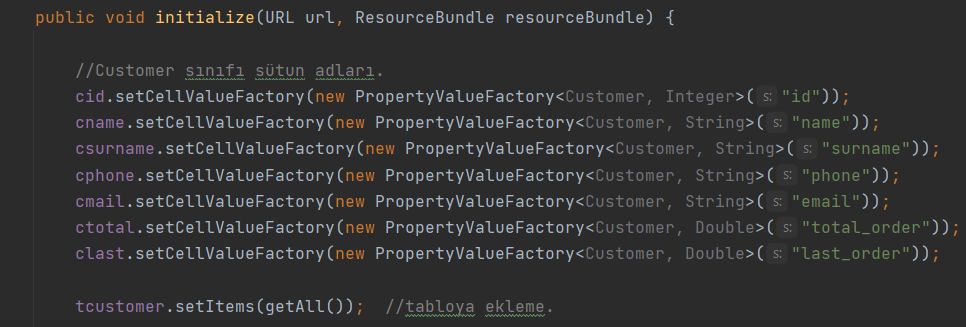 public void initialize(URL url, ResourceBundle resourceBundle) {
//Customer sınıfı sütun adları.
cid.setCellValueFactory(new PropertyValueFactory<Customer, Integer>( s: "id"));
cname.setCellValueFactory(new PropertyValueFactory<Customer, String>( s: "name"));
csurname.setCellValueFactory(new PropertyValueFactory<Customer, String>( s: "surname"));
cphone.setCellValueFactory(new PropertyValueFactory<Customer, String>( s: "phone"));
cmail.setCellValueFactory(new PropertyValueFactory<Customer, String>( s: "email"));
ctotal.setCellValueFactory(new PropertyValueFactory<Customer, Double>( s: "total_order"));
clast.setCellValueFactory(new PropertyValueFactory<Customer, Double>( s: "last_order"));
tcustomer.setItems(getAll());  //tabloya ekleme.